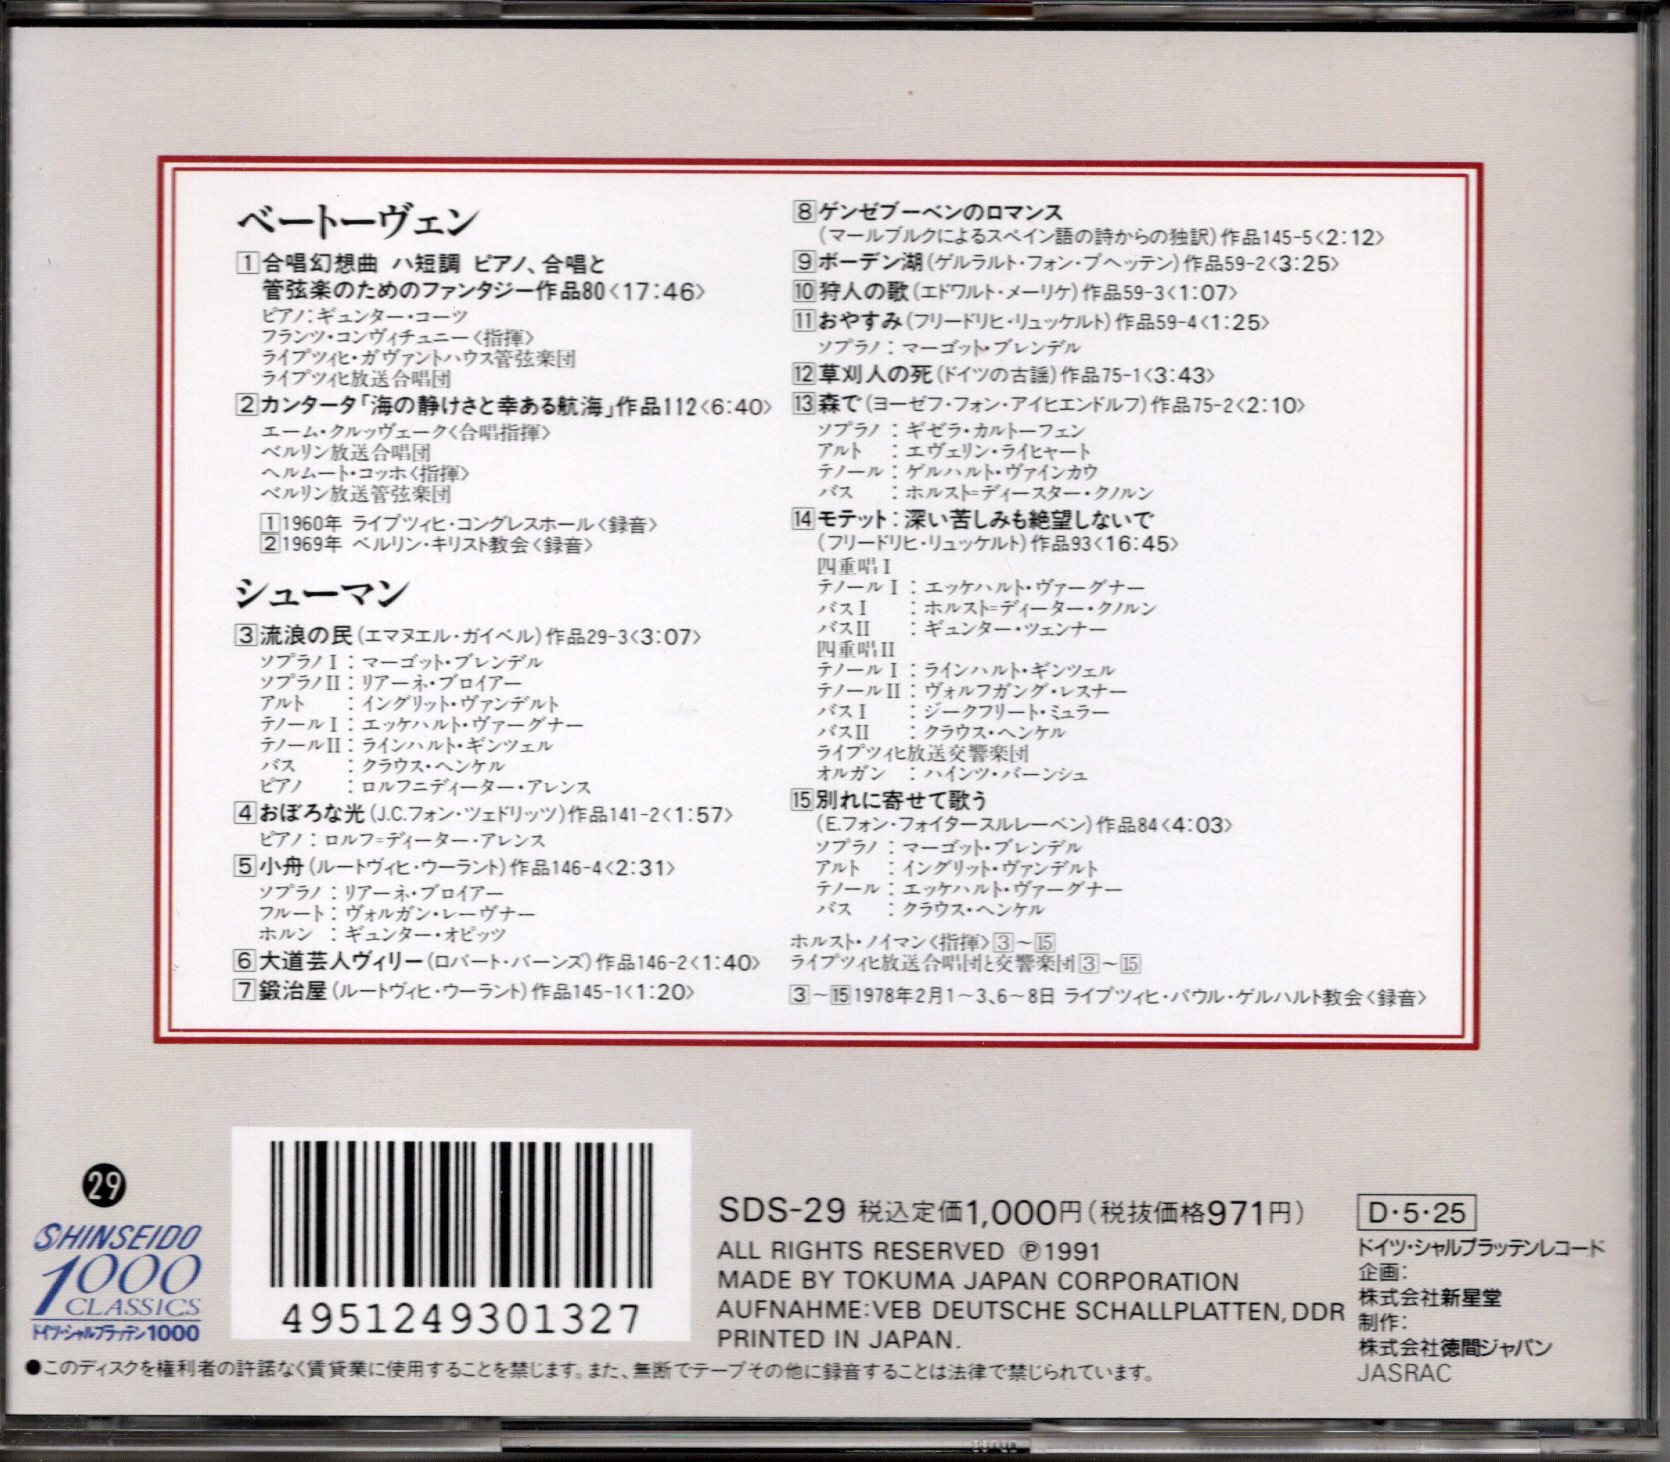 ベートーヴェン
1合唱幻想曲 ハ短調 ピアノ、合唱と
管弦楽のためのファンタジー作品80〈17:46〉
ピアノ:ギュンター・コーツ
フランツ・コンヴィチュニー〈指揮〉
ライプツィヒ・ガヴァントハウス管弦楽団
ライプツィヒ放送合唱団
2カンタータ「海の静けさと幸ある航海」作品112〈6:40〉
エーム・クルッヴェーク〈合唱指揮〉
ベルリン放送合唱団
ヘルムート・コッホ〈指揮〉
ベルリン放送管弦楽団
1 1960年 ライプツィヒ・コングレスホール〈録音〉
2 1969年 ベルリン・キリスト教会〈録音〉
シューマン
3流浪の民(エマヌエル・ガイベル)作品29-3〈3:07〉
ソプラノI:マーゴット・ブレンデル
ソプラノII:リアーネ・ブロイアー
アルト :イングリット・ヴァンデルト
テノールI:エッケハルト・ヴァーグナー
テノールII:ラインハルト・ギンツェル
バス :クラウス・ヘンケル
ピアノ :ロルフ=ディーター・アレンス
4おぼろな光(J.C.フォン・ツェドリッツ)作品141-2〈1:57〉
ピアノ:ロルフ=ディーター・アレンス
5小舟(ルートヴィヒ・ウーラント)作品146-4〈2:31〉
ソプラノ:リアーネ・ブロイアー
フルート:ヴォルガン・レーヴナー
ホルン :ギュンター・オピッツ
6大道芸人ヴィリー(ロバート・バーンズ)作品146-2〈1:40〉
7鍛治屋(ルートヴィヒ・ウーラント)作品145-1〈1:20〉
8ゲンゼブーベンのロマンス
(マールブルクによるスペイン語の詩からの独訳)作品145-5〈2:12〉
9ボーデン湖(ゲルラルト・フォン・プヘッテン)作品59-2〈3:25〉
10狩人の歌(エドワルト・メーリケ)作品59-3〈1:07〉
11おやすみ(フリードリヒ・リュッケルト)作品59-4〈1:25〉
ソプラノ:マーゴット・ブレンデル
12草刈人の死(ドイツの古謡)作品75-1〈3:43〉
13森で(ヨーゼフ・フォン・アイヒエンドルフ)作品75-2〈2:10〉
ソプラノ:ギゼラ・カルトーフェン
アルト :エヴェリン・ライヒャート
テノール:ゲルハルト・ヴァインカウ
バス :ホルスト=ディースター・クノルン
14モテット:深い苦しみも絶望しないで
(フリードリヒ・リュッケルト)作品93〈16:45〉
四重唱I
テノールI:エッケハルト・ヴァーグナー
バスI :ホルスト=ディーター・クノルン
バスII :ギュンター・ツェンナー
四重唱II
テノールI:ラインハルト・ギンツェル
テノールII:ヴォルフガング・レスナー
バスI :ジークフリート・ミュラー
バスII :クラウス・ヘンケル
ライプツィヒ放送交響楽団
オルガン :ハインツ・バーンシュ
15別れに寄せて歌う
(E.フォン・フォイタースルレーベン)作品84〈4:03〉
ソプラノ:マーゴット・ブレンデル
アルト :イングリット・ヴァンデルト
テノール:エッケハルト・ヴァーグナー
バス :クラウス・ヘンケル
ホルスト・ノイマン〈指揮〉3~15
ライプツィヒ放送合唱団と交響楽団3~15
3~15 1978年2月1~3、6~8日 ライプツィヒ・パウル・ゲルハルト教会〈録音〉
29
SHINSEIDO
1000
CLASSICS
ドイツ・シャルプラッテン1000
4951249301327
SDS-29 税込定価1,000円(税抜価格971円)
ALL RIGHTS RESERVED ℗1991
MADE BY TOKUMA JAPAN CORPORATION
AUFNAHME:VEB DEUTSCHE SCHALLPLATTEN,DDR
PRINTED IN JAPAN.
D・5・25
ドイツ・シャルプラッテンレコード
企画:
株式会社新星堂
制作:
株式会社徳間ジャパン
JASRAC
●このディスクを権利者の許諾なく賃貸業に使用することを禁じます。また、無断でテープその他に録音することは法律で禁じられています。